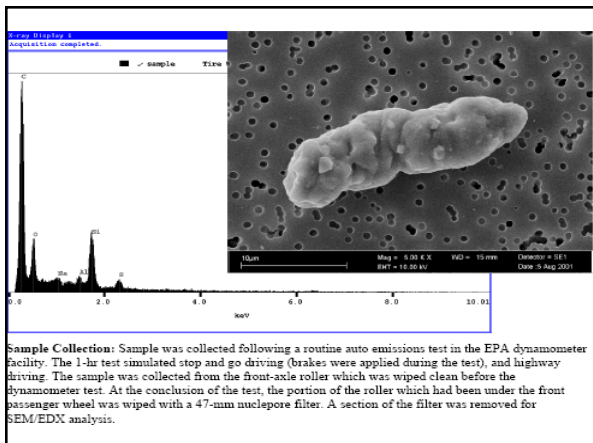 X-ray Display 1
Acquisition completed.
sample Tire
C
O
Na
Al
Si
S
0.0 2.0 4.0 6.0 8.0 10.01
keV
10µm
Mag = 5.00 K X WD = 15 mm Detector = SE1
EHT = 10.00 kV Date :5 Aug 2001
Sample Collection: Sample was collected following a routine auto emissions test in the EPA dynamometer
facility. The 1-hr test simulated stop and go driving (brakes were applied during the test), and highway
driving. The sample was collected from the front-axle roller which was wiped clean before the
dynamometer test. At the conclusion of the test, the portion of the roller which had been under the front
passenger wheel was wiped with a 47-mm nuclepore filter. A section of the filter was removed for
SEM/EDX analysis.